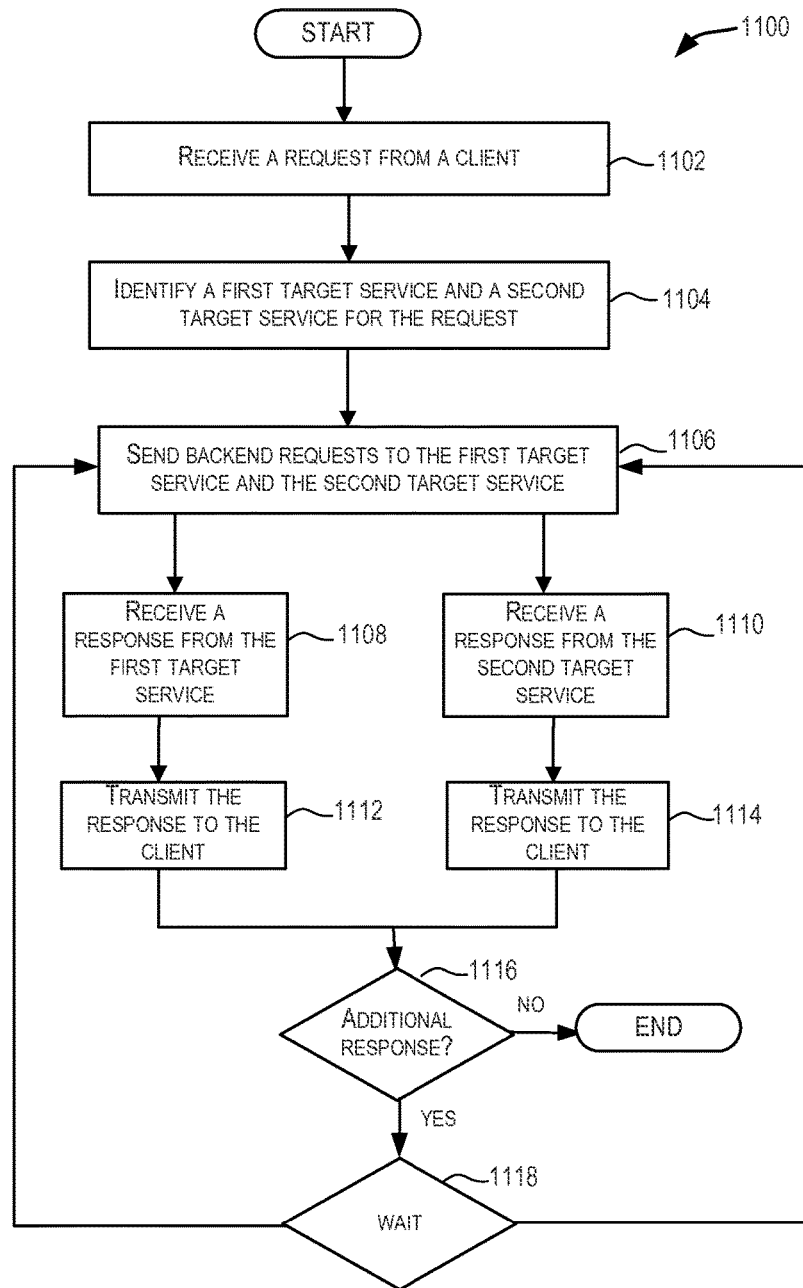 START
1100
RECEIVE A REQUEST FROM A CLIENT
1102
IDENTIFY A FIRST TARGET SERVICE AND A SECOND
TARGET SERVICE FOR THE REQUEST
1104
SEND BACKEND REQUESTS TO THE FIRST TARGET
SERVICE AND THE SECOND TARGET SERVICE
1106
RECEIVE A
RESPONSE FROM THE
FIRST TARGET
SERVICE
1108
RECEIVE A
RESPONSE FROM THE
SECOND TARGET
SERVICE
1110
TRANSMIT THE
RESPONSE TO THE
CLIENT
1112
TRANSMIT THE
RESPONSE TO THE
CLIENT
1114
1116
ADDITIONAL
RESPONSE?
NO
END
YES
1118
WAIT